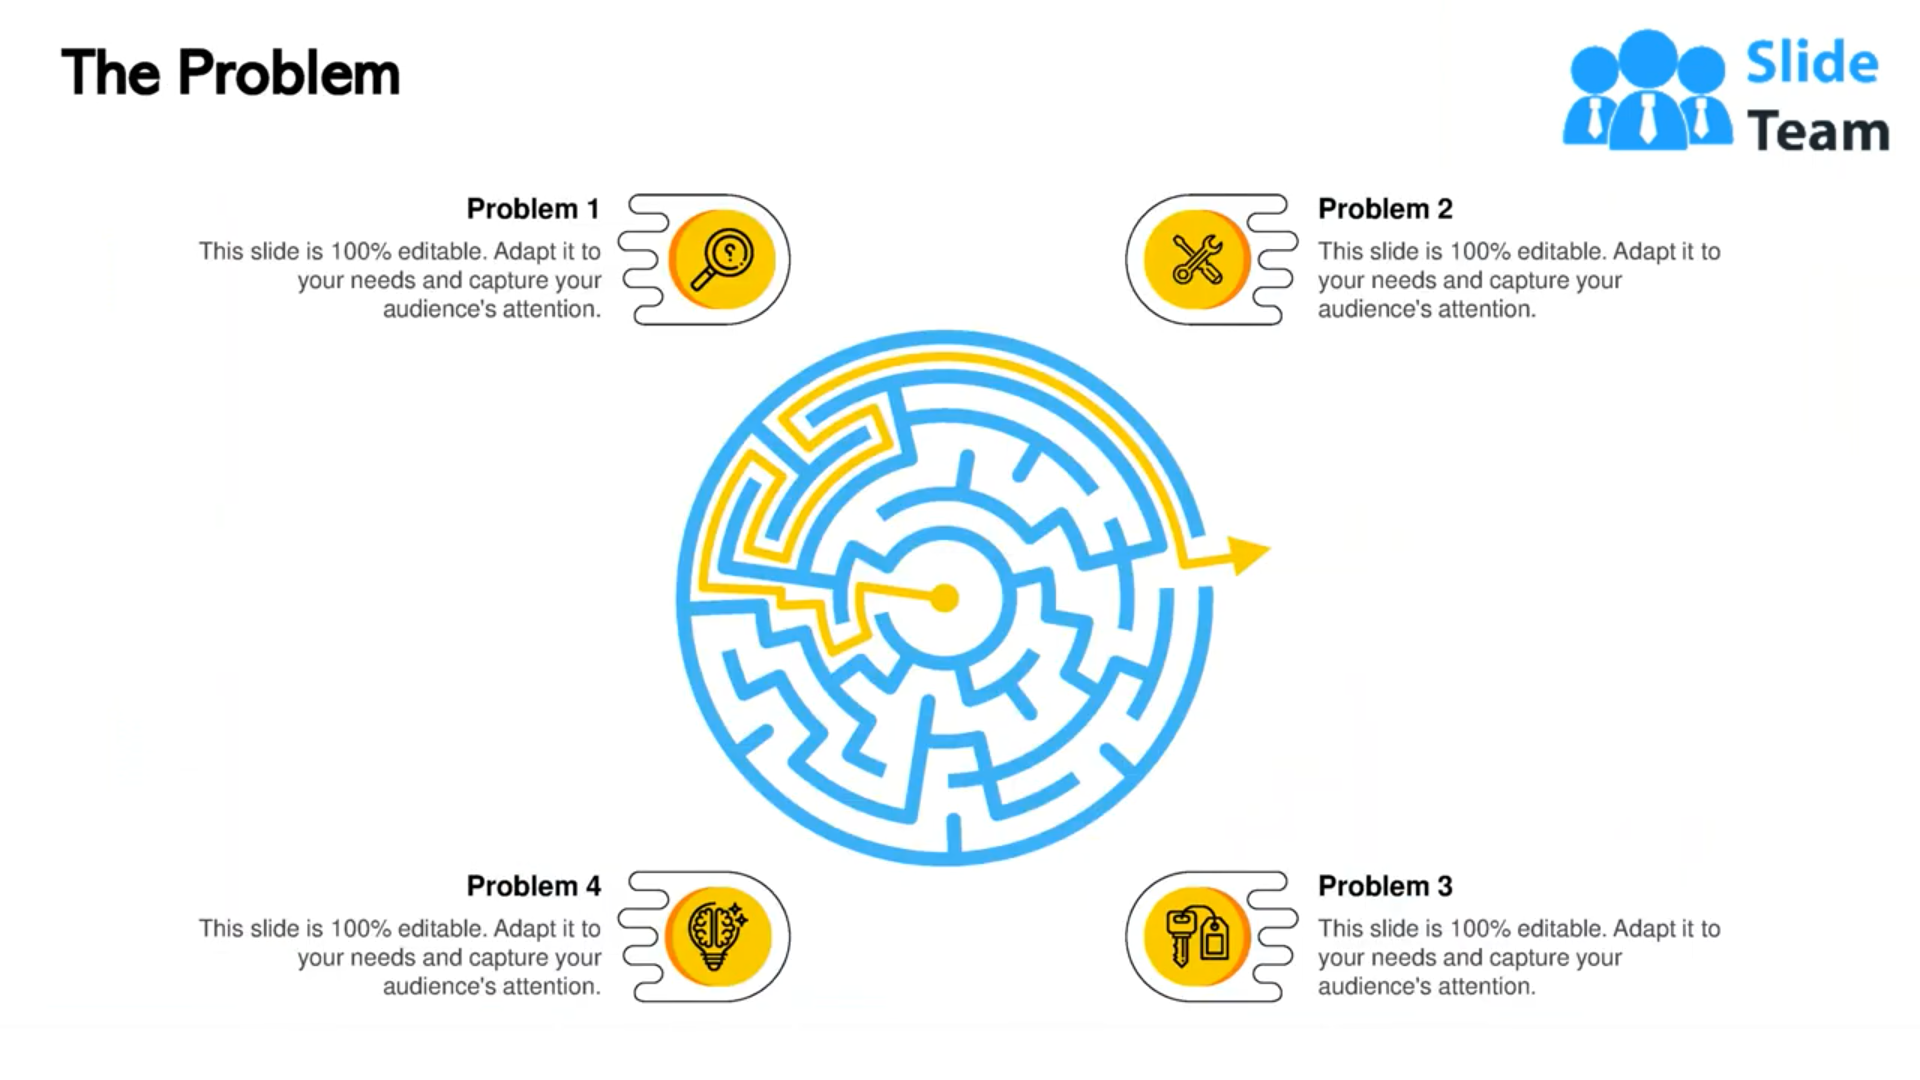 The Problem
Slide
Team
Problem 1
This slide is 100% editable. Adapt it to
your needs and capture your
audience's attention.
Problem 2
This slide is 100% editable. Adapt it to
your needs and capture your
audience's attention.
?
Problem 4
This slide is 100% editable. Adapt it to
your needs and capture your
audience's attention.
Problem 3
This slide is 100% editable. Adapt it to
your needs and capture your
audience's attention.